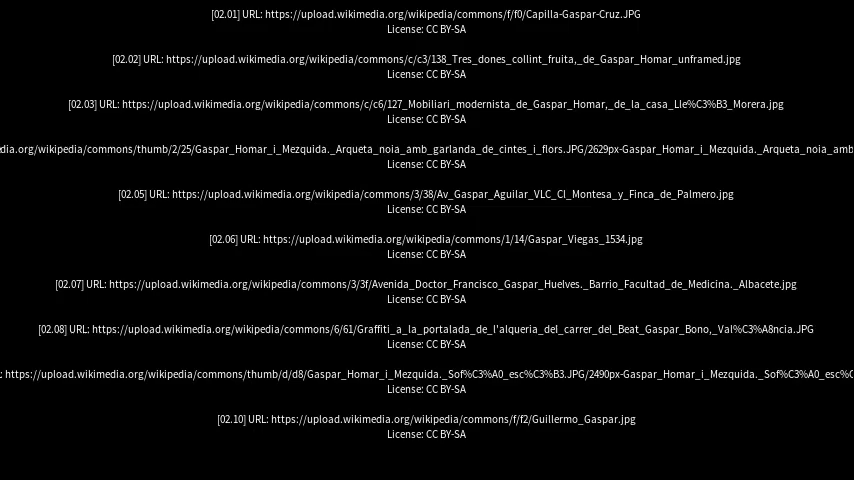 [02.01] URL: https://upload.wikimedia.org/wikipedia/commons/f/f0/Capilla-Gaspar-Cruz.JPG
License: CC BY-SA
[02.02] URL: https://upload.wikimedia.org/wikipedia/commons/c/c3/138_Tres_dones_collint_fruita,_de_Gaspar_Homar_unframed.jpg
License: CC BY-SA
[02.03] URL: https://upload.wikimedia.org/wikipedia/commons/c/c6/127_Mobiliari_modernista_de_Gaspar_Homar,_de_la_casa_Lle%C3%B3_Morera.jpg
License: CC BY-SA
dia.org/wikipedia/commons/thumb/2/25/Gaspar_Homar_i_Mezquida._Arqueta_noia_amb_garlanda_de_cintes_i_flors.JPG/2629px-Gaspar_Homar_i_Mezquida._Arqueta_noia_amb
License: CC BY-SA
[02.05] URL: https://upload.wikimedia.org/wikipedia/commons/3/38/Av_Gaspar_Aguilar_VLC_Cl_Montesa_y_Finca_de_Palmero.jpg
License: CC BY-SA
[02.06] URL: https://upload.wikimedia.org/wikipedia/commons/1/14/Gaspar_Viegas_1534.jpg
License: CC BY-SA
[02.07] URL: https://upload.wikimedia.org/wikipedia/commons/3/3f/Avenida_Doctor_Francisco_Gaspar_Huelves._Barrio_Facultad_de_Medicina._Albacete.jpg
License: CC BY-SA
[02.08] URL: https://upload.wikimedia.org/wikipedia/commons/6/61/Graffiti_a_la_portalada_de_l'alqueria_del_carrer_del_Beat_Gaspar_Bono,_Val%C3%A8ncia.JPG
License: CC BY-SA
: https://upload.wikimedia.org/wikipedia/commons/thumb/d/d8/Gaspar_Homar_i_Mezquida._Sof%C3%A0_esc%C3%B3.JPG/2490px-Gaspar_Homar_i_Mezquida._Sof%C3%A0_esc%C
License: CC BY-SA
[02.10] URL: https://upload.wikimedia.org/wikipedia/commons/f/f2/Guillermo_Gaspar.jpg
License: CC BY-SA